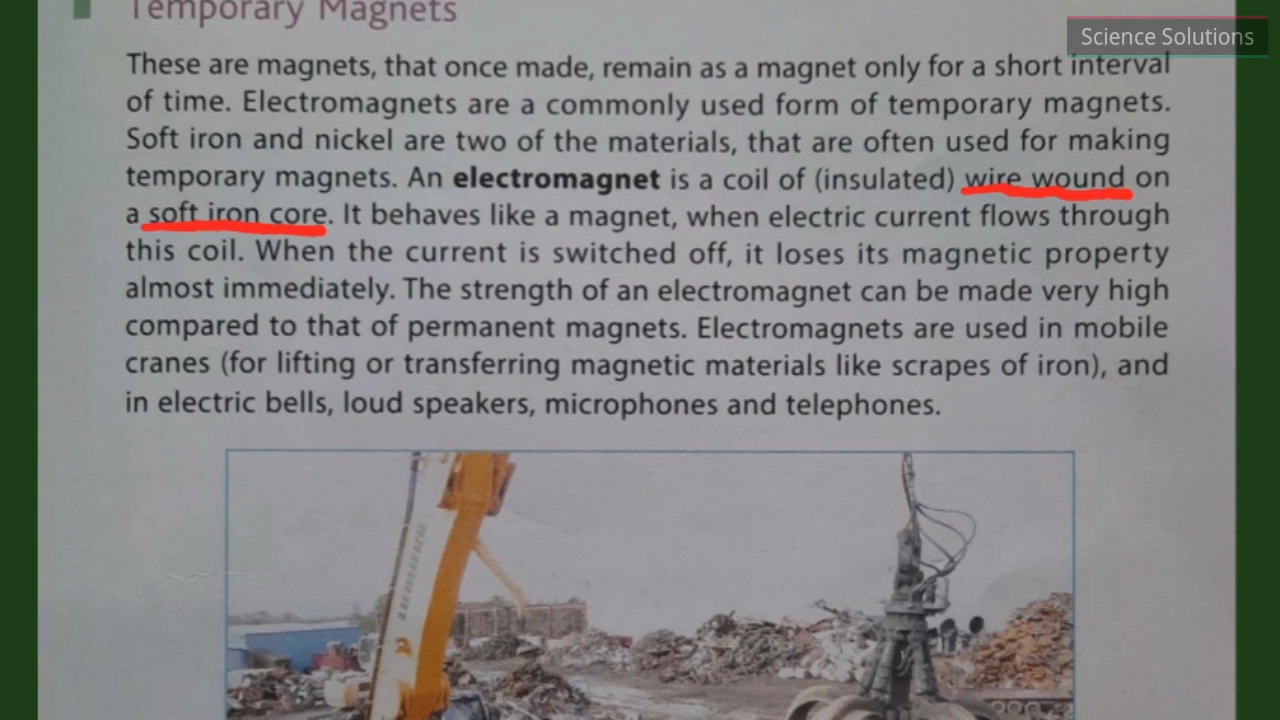 Temporary Magnets
Science Solutions
These are magnets, that once made, remain as a magnet only for a short interval
of time. Electromagnets are a commonly used form of temporary magnets.
Soft iron and nickel are two of the materials, that are often used for making
temporary magnets. An electromagnet is a coil of (insulated) wire wound on
a soft iron core. It behaves like a magnet, when electric current flows through
this coil. When the current is switched off, it loses its magnetic property
almost immediately. The strength of an electromagnet can be made very high
compared to that of permanent magnets. Electromagnets are used in mobile
cranes (for lifting or transferring magnetic materials like scrapes of iron), and
in electric bells, loud speakers, microphones and telephones.